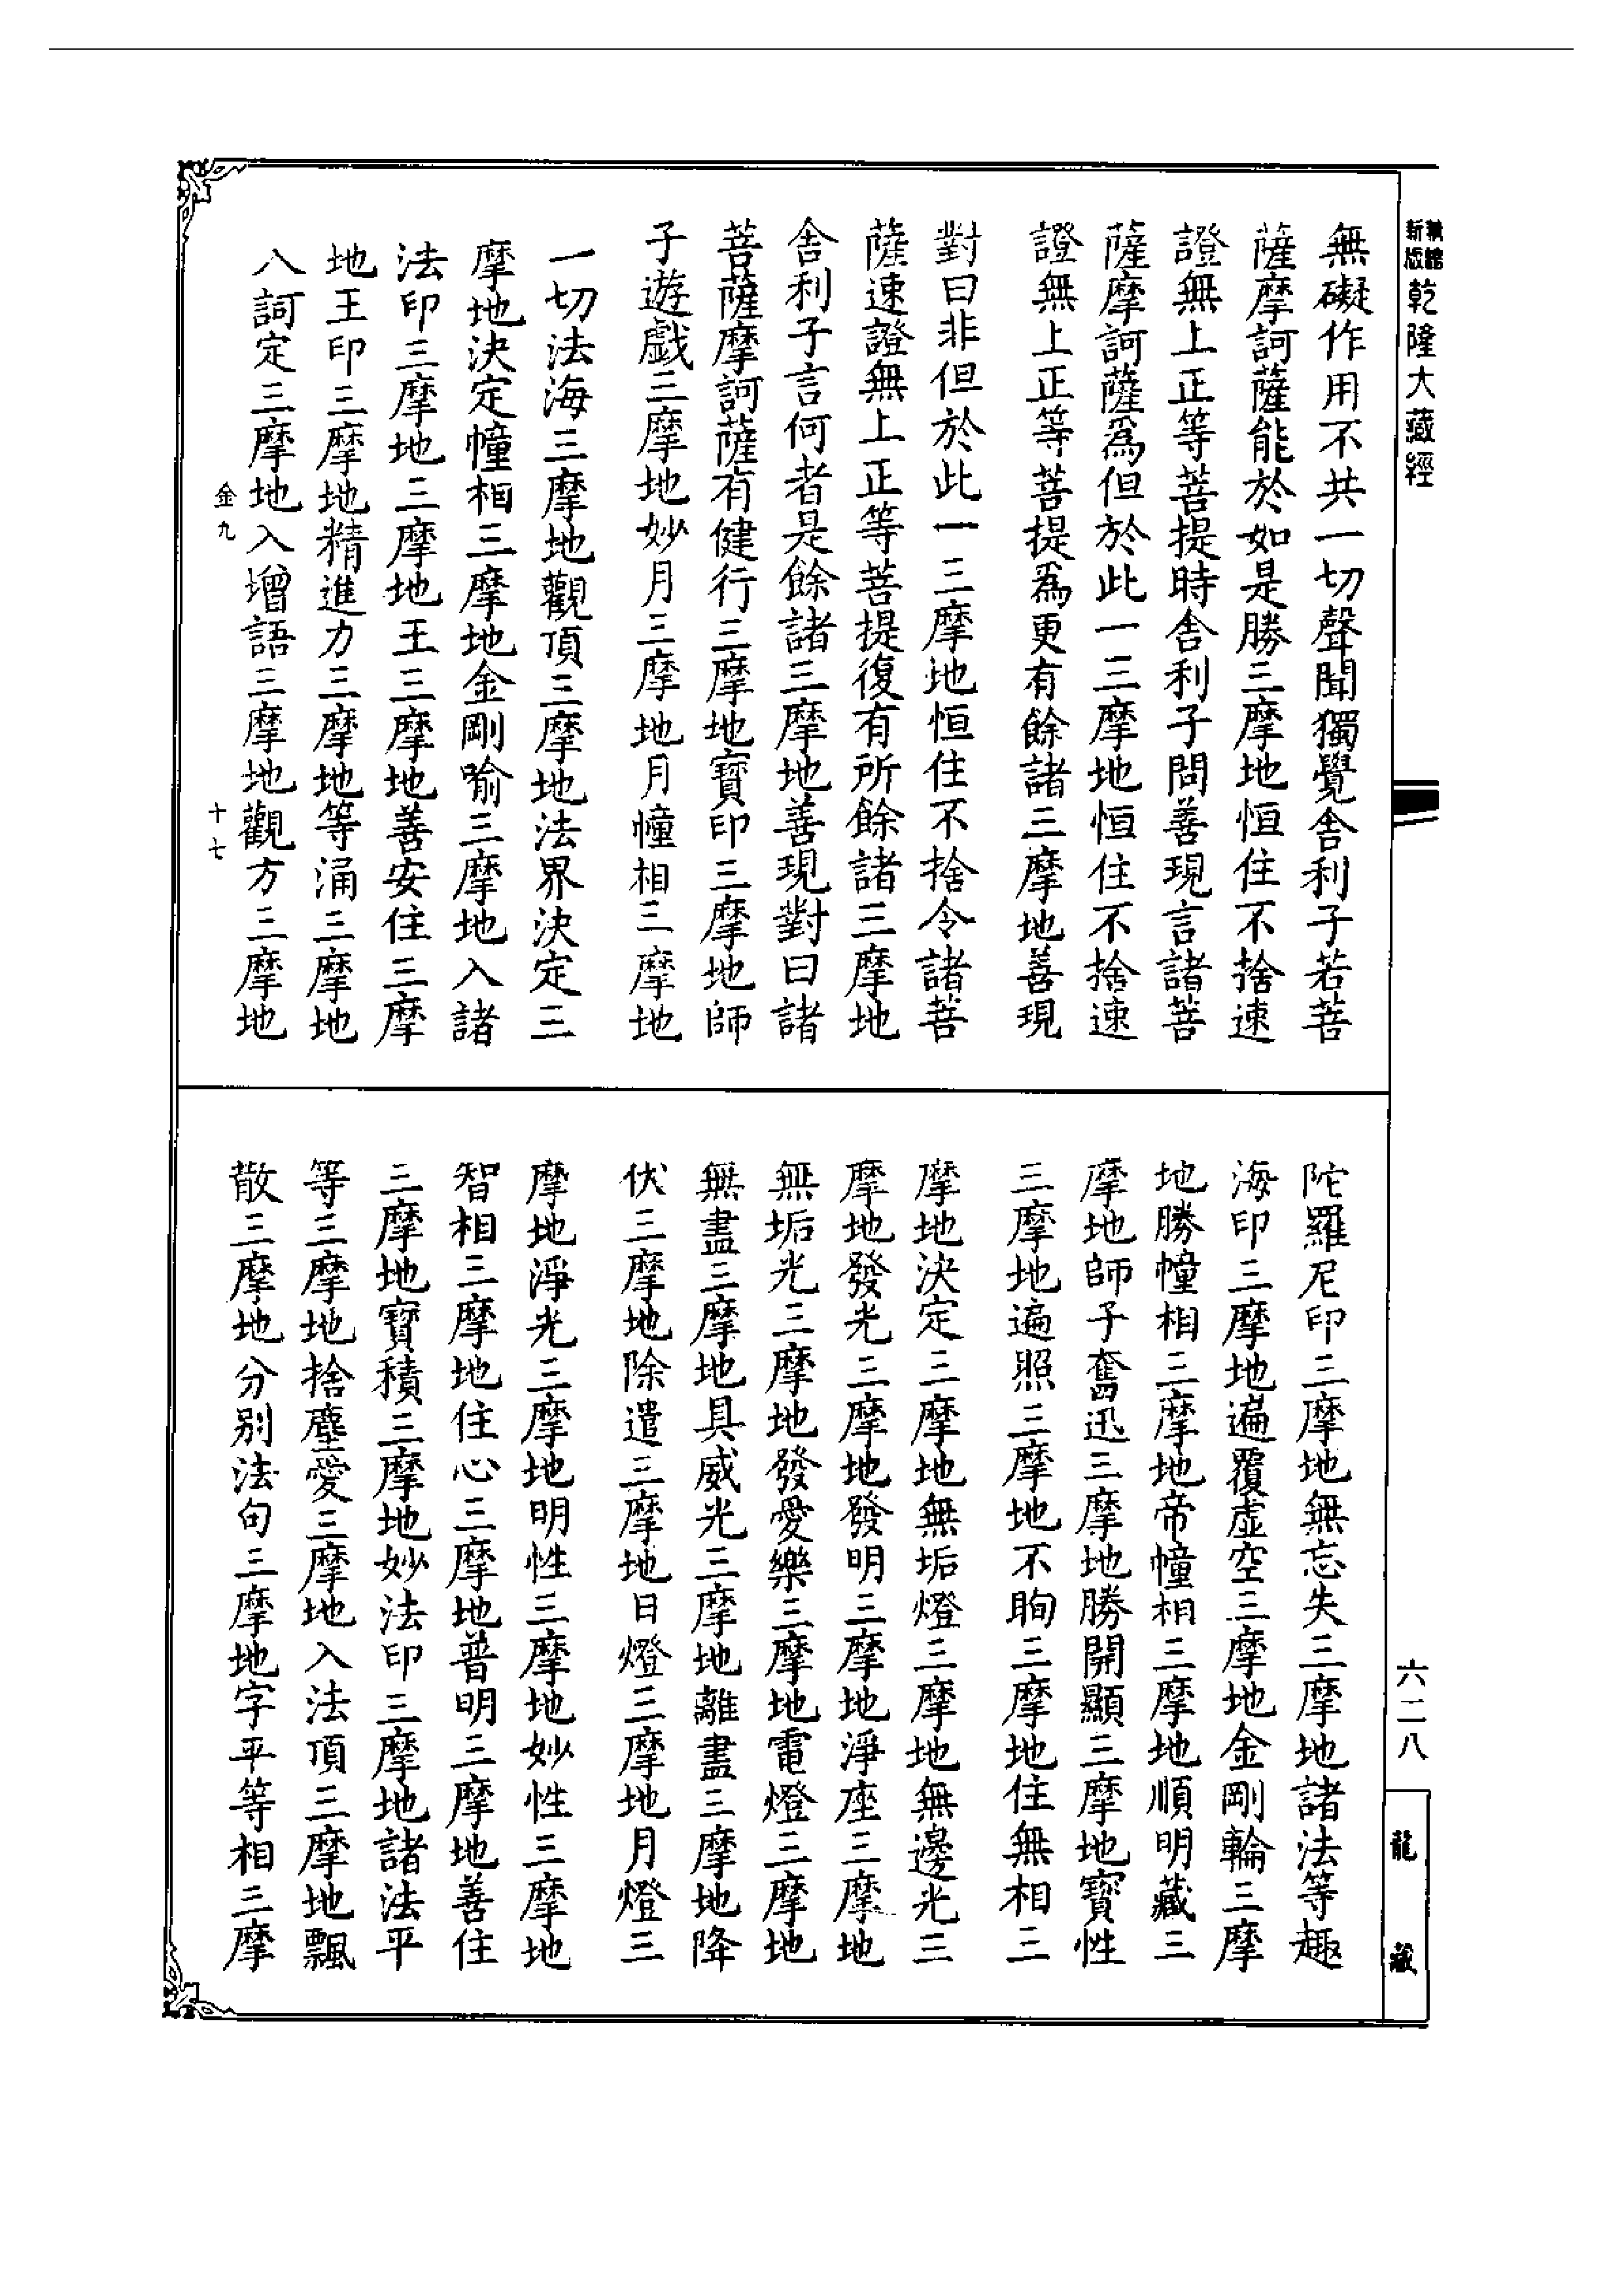 精繕新版乾隆大藏經
無礙作用不共一切聲聞獨覺舍利子若菩
薩摩訶薩能於如是勝三摩地恒住不捨速
證無上正等菩提時舍利子問善現言諸菩
薩摩訶薩為但於此一三摩地恒住不捨速
證無上正等菩提為更有餘諸三摩地善現
對曰非但於此一三摩地恒住不捨令諸菩
薩速證無上正等菩提復有所餘諸三摩地
舍利子言何者是餘諸三摩地善現對曰諸
菩薩摩訶薩有健行三摩地寶印三摩地師
子遊戲三摩地妙月三摩地月幢相三摩地
一切法海三摩地觀頂三摩地法界決定三
摩地決定幢相三摩地金剛喻三摩地入諸
法印三摩地三摩地王三摩地善安住三摩
地王印三摩地精進力三摩地等涌三摩地
入詞定三摩地入增語三摩地觀方三摩地
金九
十七
陀羅尼印三摩地無忘失三摩地諸法等趣
海印三摩地遍覆虛空三摩地金剛輪三摩
地勝幢相三摩地帝幢相三摩地順明藏三
摩地師子奮迅三摩地勝開顯三摩地寶性
三摩地遍照三摩地不眴三摩地住無相三
摩地決定三摩地無垢燈三摩地無邊光三
摩地發光三摩地發明三摩地淨座三摩地
無垢光三摩地發愛樂三摩地電燈三摩地
無盡三摩地具威光三摩地離盡三摩地降
伏三摩地除遣三摩地日燈三摩地月燈三
摩地淨光三摩地明性三摩地妙性三摩地
智相三摩地住心三摩地普明三摩地善住
三摩地寶積三摩地妙法印三摩地諸法平
等三摩地捨塵愛三摩地入法頂三摩地飄
散三摩地分別法句三摩地字平等相三摩
六二八
龍藏